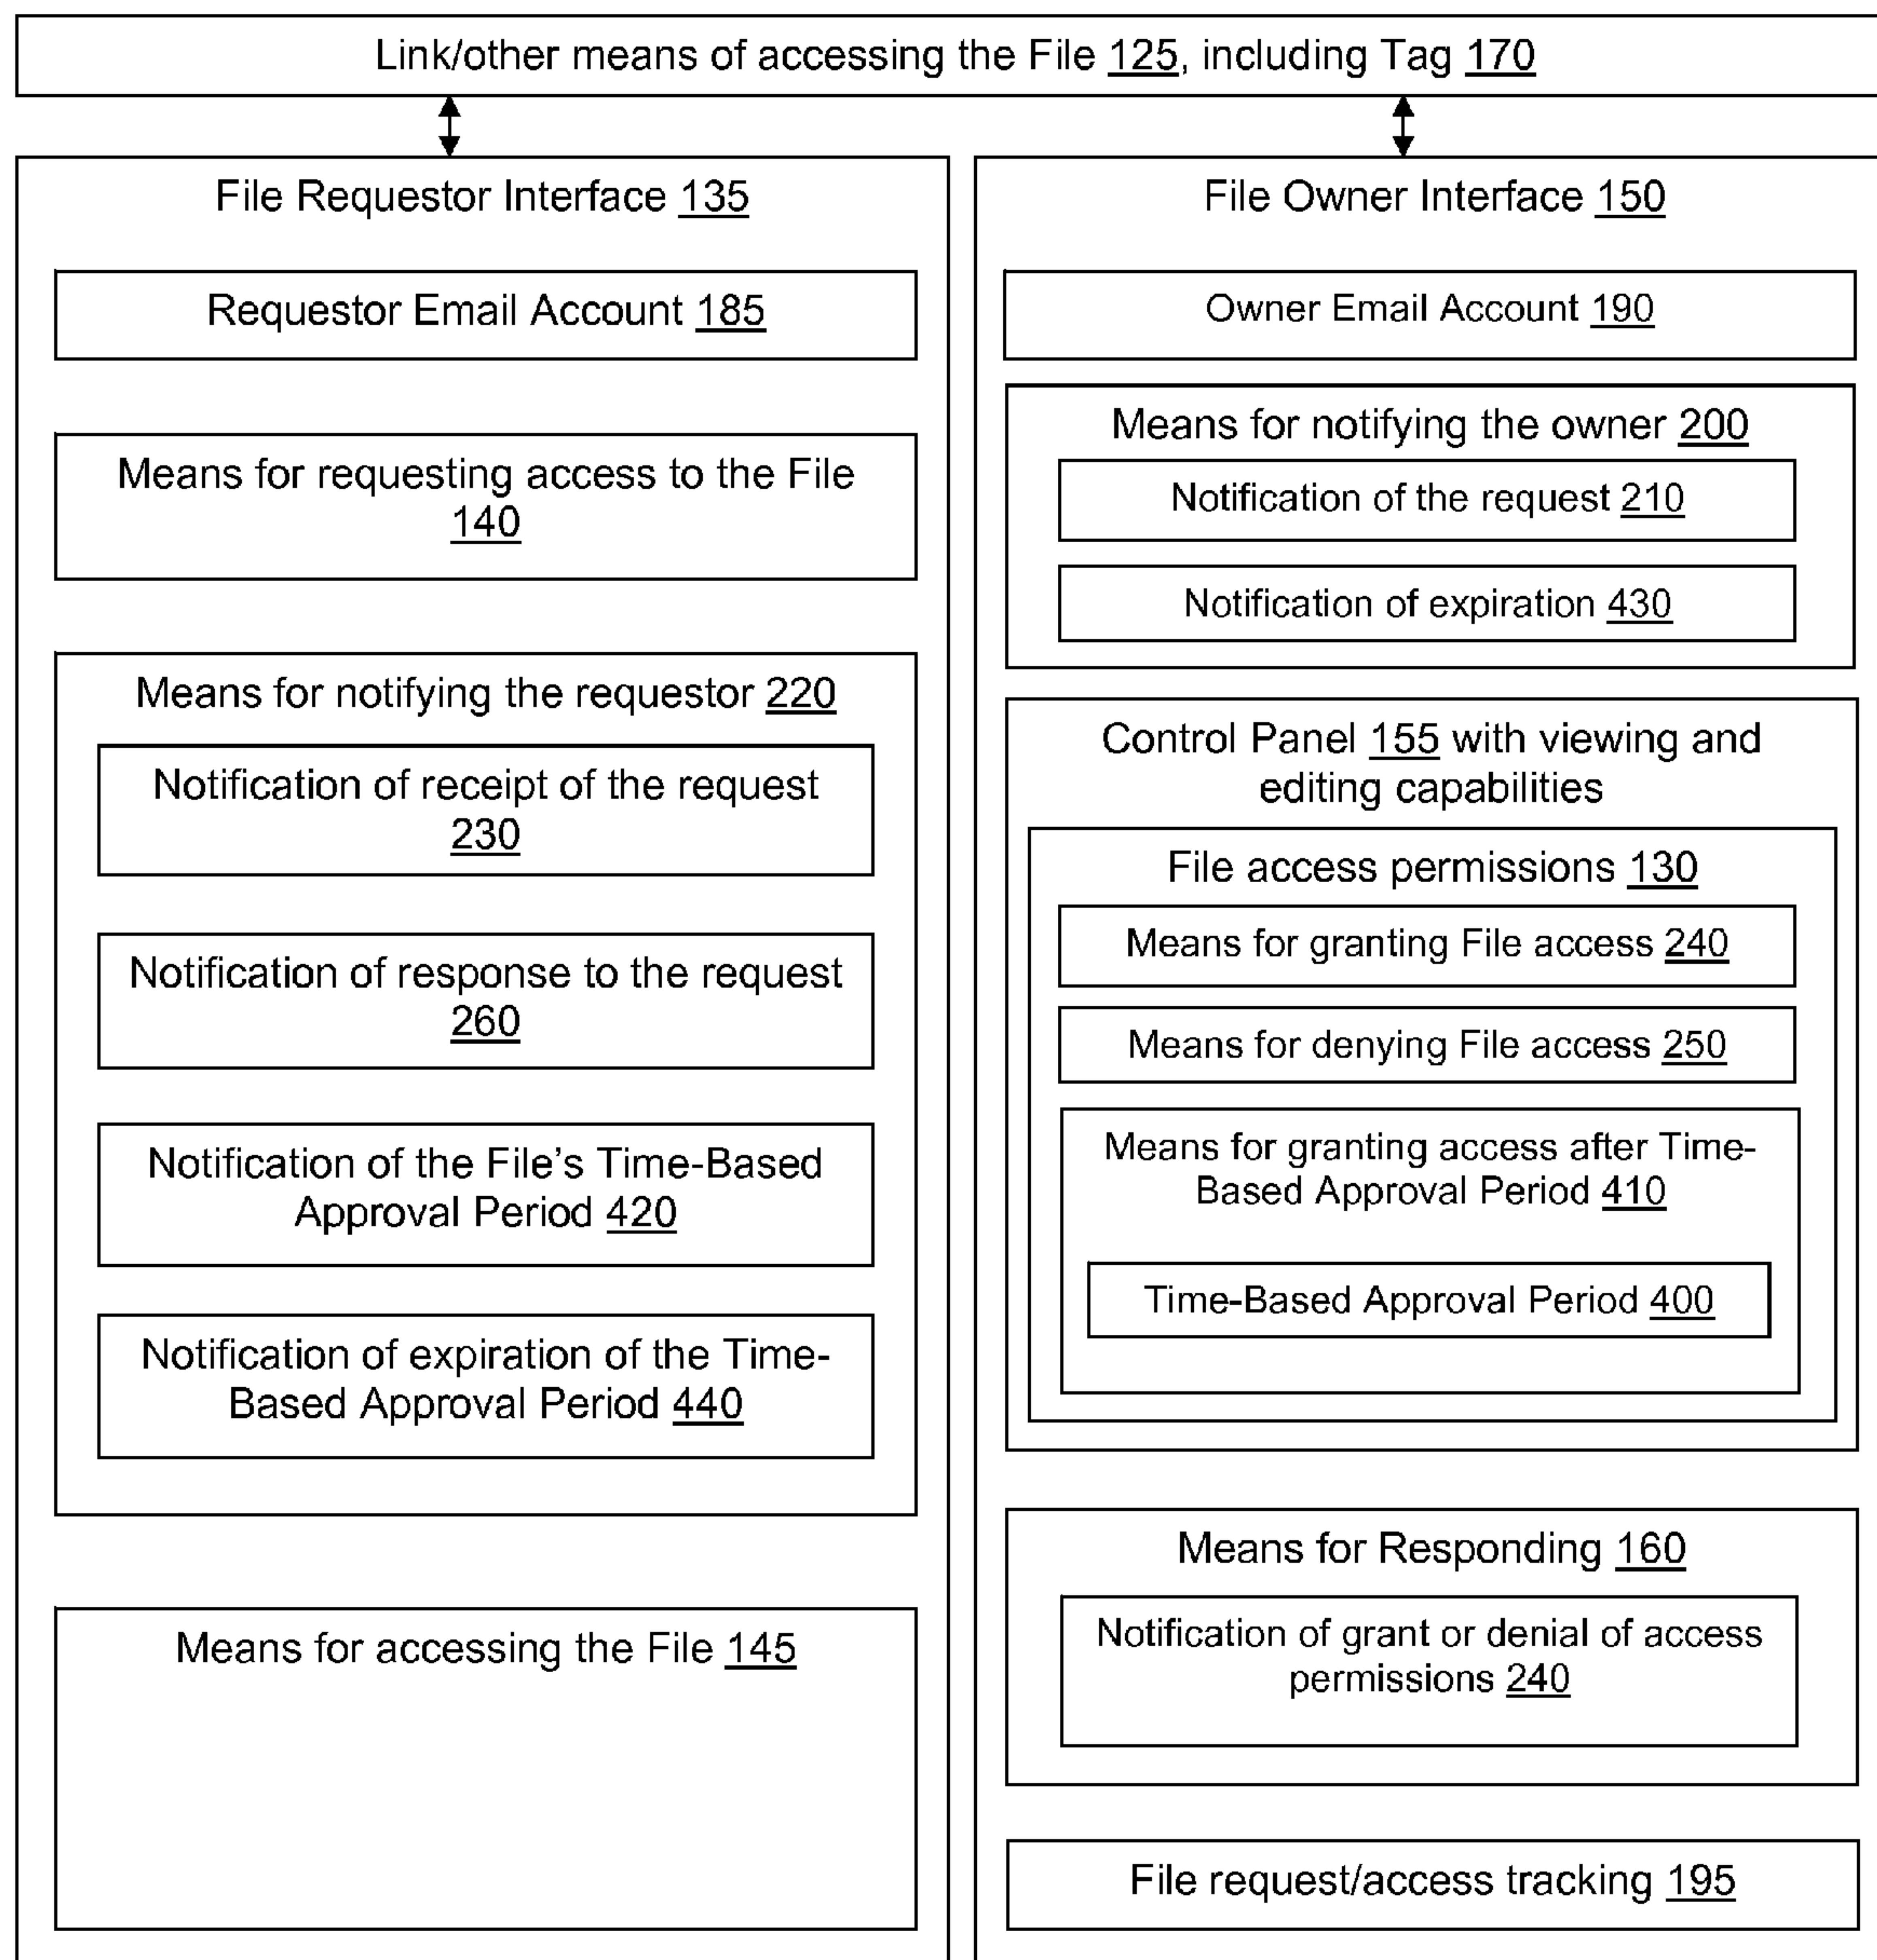 Link/other means of accessing the File 125, including Tag 170
File Requestor Interface 135
Requestor Email Account 185
Means for requesting access to the File
140
Means for notifying the requestor 220
Notification of receipt of the request
230
Notification of response to the request
260
Notification of the File's Time-Based
Approval Period 420
Notification of expiration of the Time-
Based Approval Period 440
Means for accessing the File 145
File Owner Interface 150
Owner Email Account 190
Means for notifying the owner 200
Notification of the request 210
Notification of expiration 430
Control Panel 155 with viewing and
editing capabilities
File access permissions 130
Means for granting File access 240
Means for denying File access 250
Means for granting access after Time-
Based Approval Period 410
Time-Based Approval Period 400
Means for Responding 160
Notification of grant or denial of access
permissions 240
File request/access tracking 195